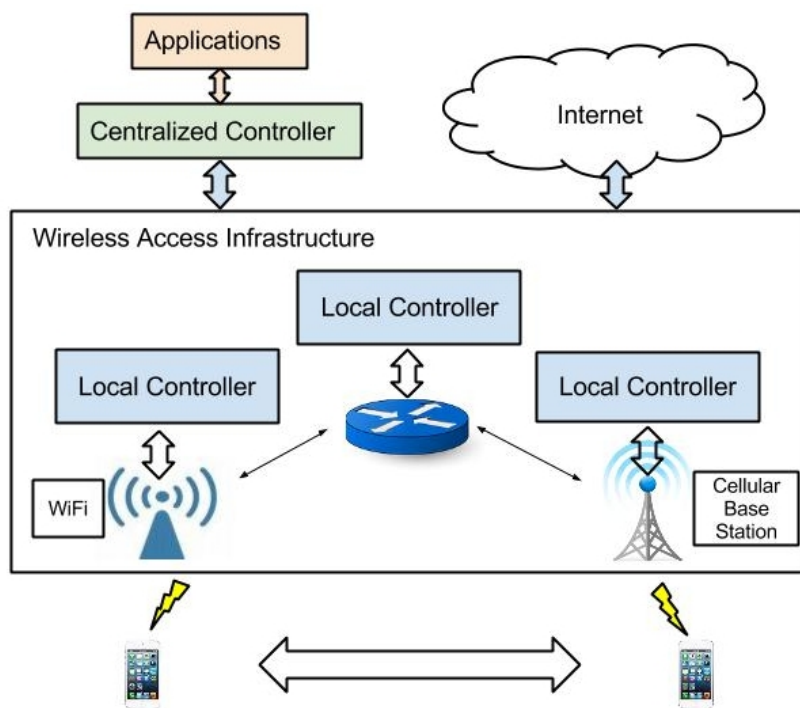 Applications
Centralized Controller
Internet
Wireless Access Infrastructure
Local Controller
Local Controller
Local Controller
WiFi
Cellular
Base
Station